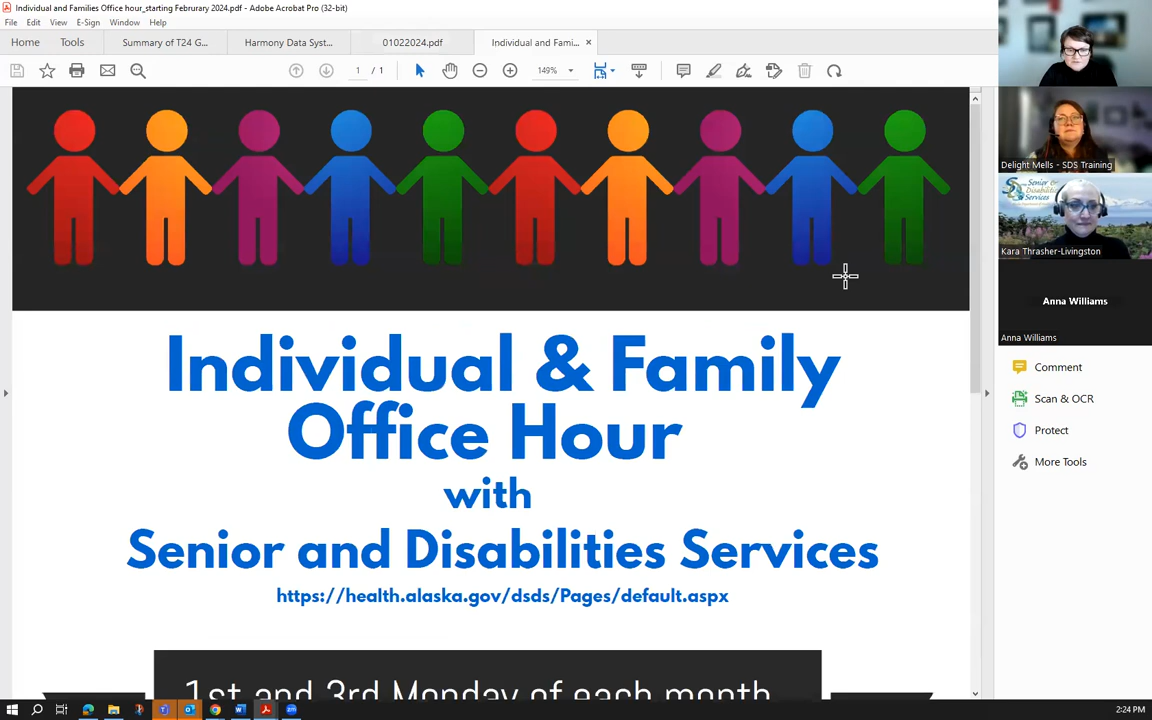 Individual and Families Office hour_starting Februrary 2024.pdf - Adobe Acrobat Pro (32-bit)
File Edit View E-Sign Window Help
Home Tools Summary of T24 G... Harmony Data Syst... 01022024.pdf Individual and Fami... ×
1 / 1 149%
Individual & Family
Office Hour
with
Senior and Disabilities Services
https://health.alaska.gov/dsds/Pages/default.aspx
1st and 3rd Monday of each month
Delight Mells - SDS Training
Senior &
Disabilities
Services
Kara Thrasher-Livingston
Anna Williams
Anna Williams
Comment
Scan & OCR
Protect
More Tools
2:24 PM